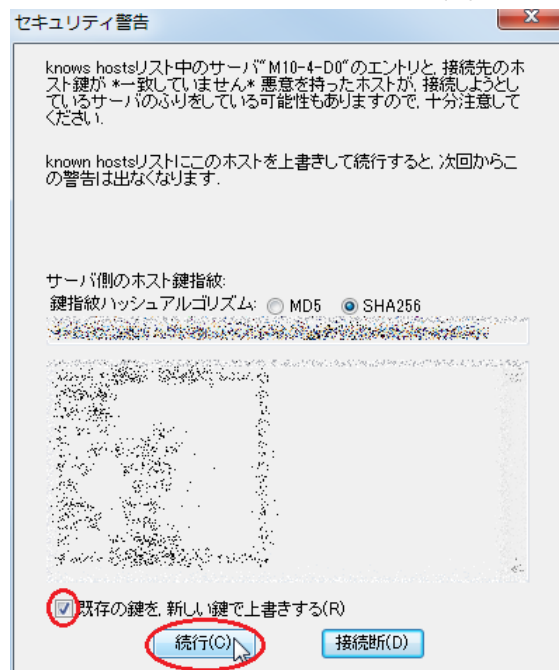 セキュリティ警告
knows hostsリスト中のサーバ"M10-4-D0"のエントリと, 接続先のホ
スト鍵が *一致していません* 悪意を持ったホストが, 接続しようとし
ているサーバのふりをしている可能性もありますので, 十分注意して
ください.
known hostsリストにこのホストを上書きして続行すると, 次回からこ
の警告は出なくなります.
サーバ側のホスト鍵指紋:
鍵指紋ハッシュアルゴリズム: MD5 SHA256
既存の鍵を, 新しい鍵で上書きする(R)
続行(C) 接続断(D)